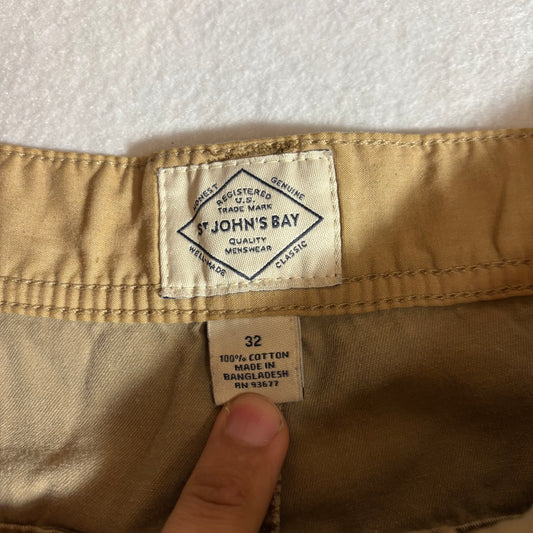 HONEST GENUINE
REGISTERED
U.S.
TRADE MARK
ST JOHN'S BAY
QUALITY
MENSWEAR
WELL MADE CLASSIC
32
100% COTTON
MADE IN
BANGLADESH
RN 93677